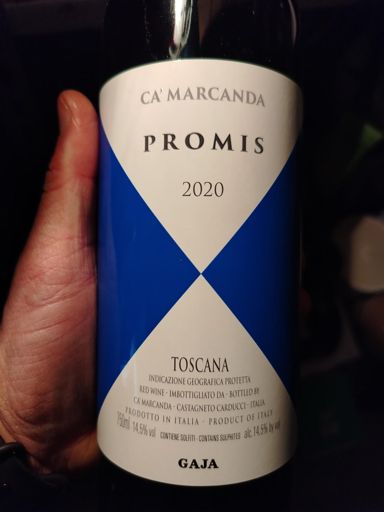 CA' MARCANDA
PROMIS
2020
TOSCANA
INDICAZIONE GEOGRAFICA PROTETTA
RED WINE - IMBOTTIGLIATO DA - BOTTLED BY
CA' MARCANDA - CASTAGNETO CARDUCCI - ITALIA
PRODOTTO IN ITALIA - PRODUCT OF ITALY
750ml 14.5% vol CONTIENE SOLFITI - CONTAINS SULPHITES alc 14.5% by vol
GAJA